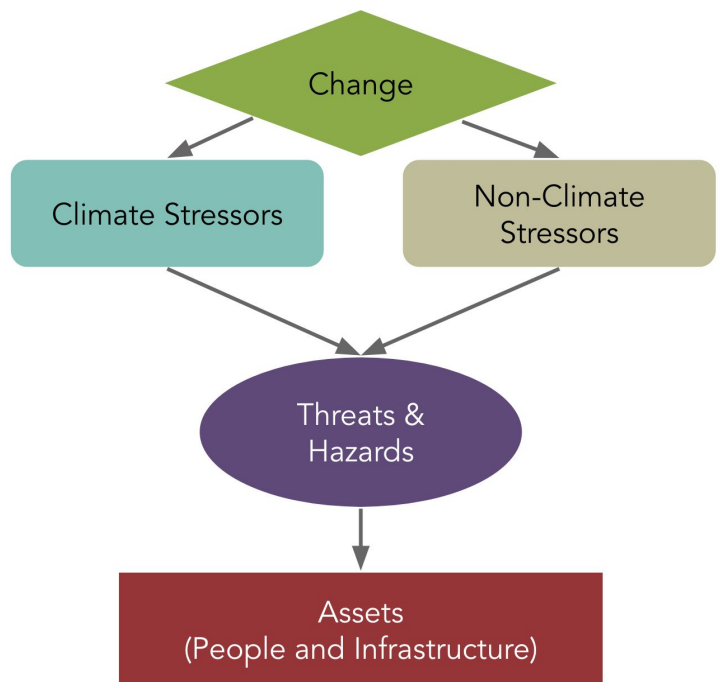 Change
Climate Stressors
Non-Climate
Stressors
Threats &
Hazards
Assets
(People and Infrastructure)